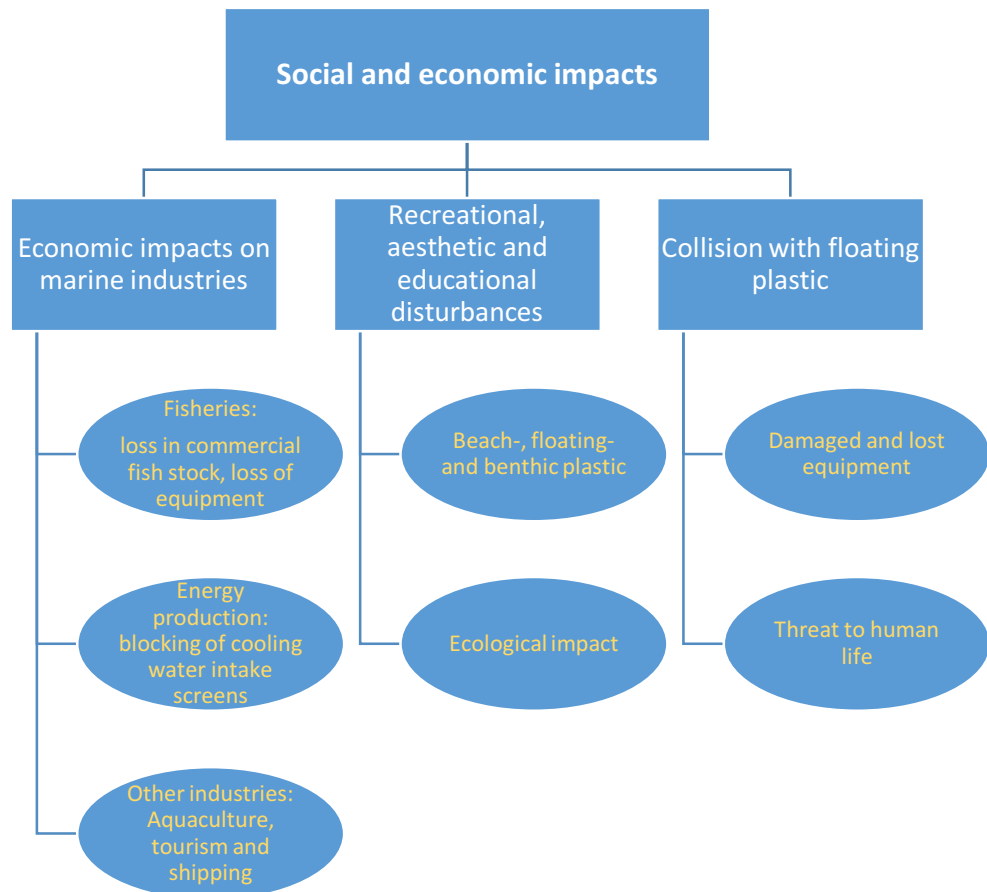 Social and economic impacts
Economic impacts on
marine industries
Recreational,
aesthetic and
educational
disturbances
Collision with floating
plastic
Fisheries:
loss in commercial
fish stock, loss of
equipment
Beach-, floating-
and benthic plastic
Damaged and lost
equipment
Energy
production:
blocking of cooling
water intake
screens
Ecological impact
Threat to human
life
Other industries:
Aquaculture,
tourism and
shipping